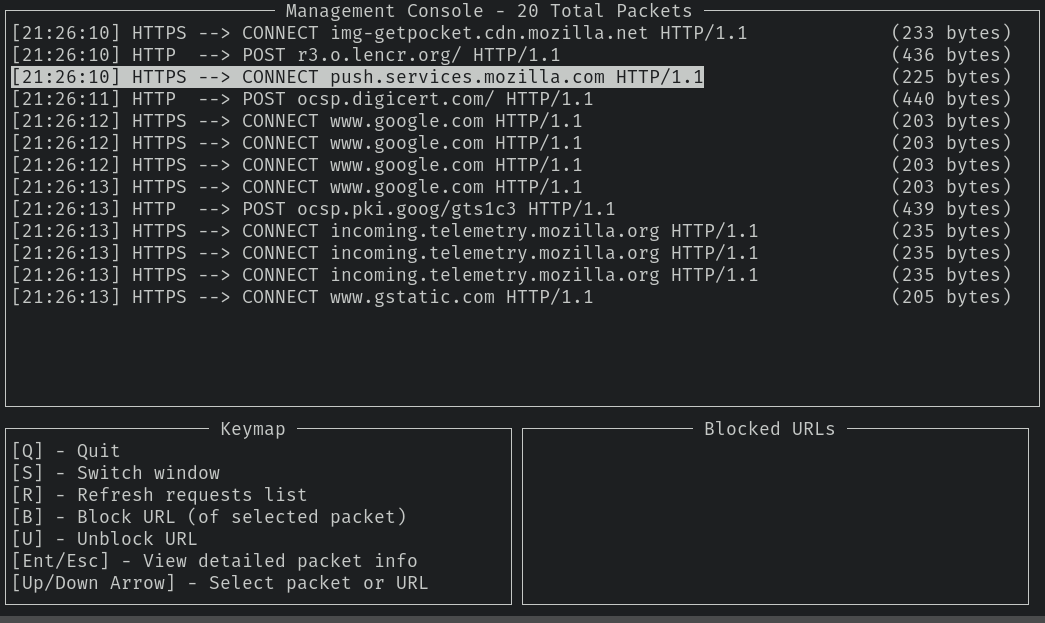 Management Console - 20 Total Packets
[21:26:10] HTTPS --> CONNECT img-getpocket.cdn.mozilla.net HTTP/1.1 (233 bytes)
[21:26:10] HTTP --> POST r3.o.lencr.org/ HTTP/1.1 (436 bytes)
[21:26:10] HTTPS --> CONNECT push.services.mozilla.com HTTP/1.1 (225 bytes)
[21:26:11] HTTP --> POST ocsp.digicert.com/ HTTP/1.1 (440 bytes)
[21:26:12] HTTPS --> CONNECT www.google.com HTTP/1.1 (203 bytes)
[21:26:12] HTTPS --> CONNECT www.google.com HTTP/1.1 (203 bytes)
[21:26:12] HTTPS --> CONNECT www.google.com HTTP/1.1 (203 bytes)
[21:26:13] HTTPS --> CONNECT www.google.com HTTP/1.1 (203 bytes)
[21:26:13] HTTP --> POST ocsp.pki.goog/gts1c3 HTTP/1.1 (439 bytes)
[21:26:13] HTTPS --> CONNECT incoming.telemetry.mozilla.org HTTP/1.1 (235 bytes)
[21:26:13] HTTPS --> CONNECT incoming.telemetry.mozilla.org HTTP/1.1 (235 bytes)
[21:26:13] HTTPS --> CONNECT incoming.telemetry.mozilla.org HTTP/1.1 (235 bytes)
[21:26:13] HTTPS --> CONNECT www.gstatic.com HTTP/1.1 (205 bytes)
Keymap
[Q] - Quit
[S] - Switch window
[R] - Refresh requests list
[B] - Block URL (of selected packet)
[U] - Unblock URL
[Ent/Esc] - View detailed packet info
[Up/Down Arrow] - Select packet or URL
Blocked URLs